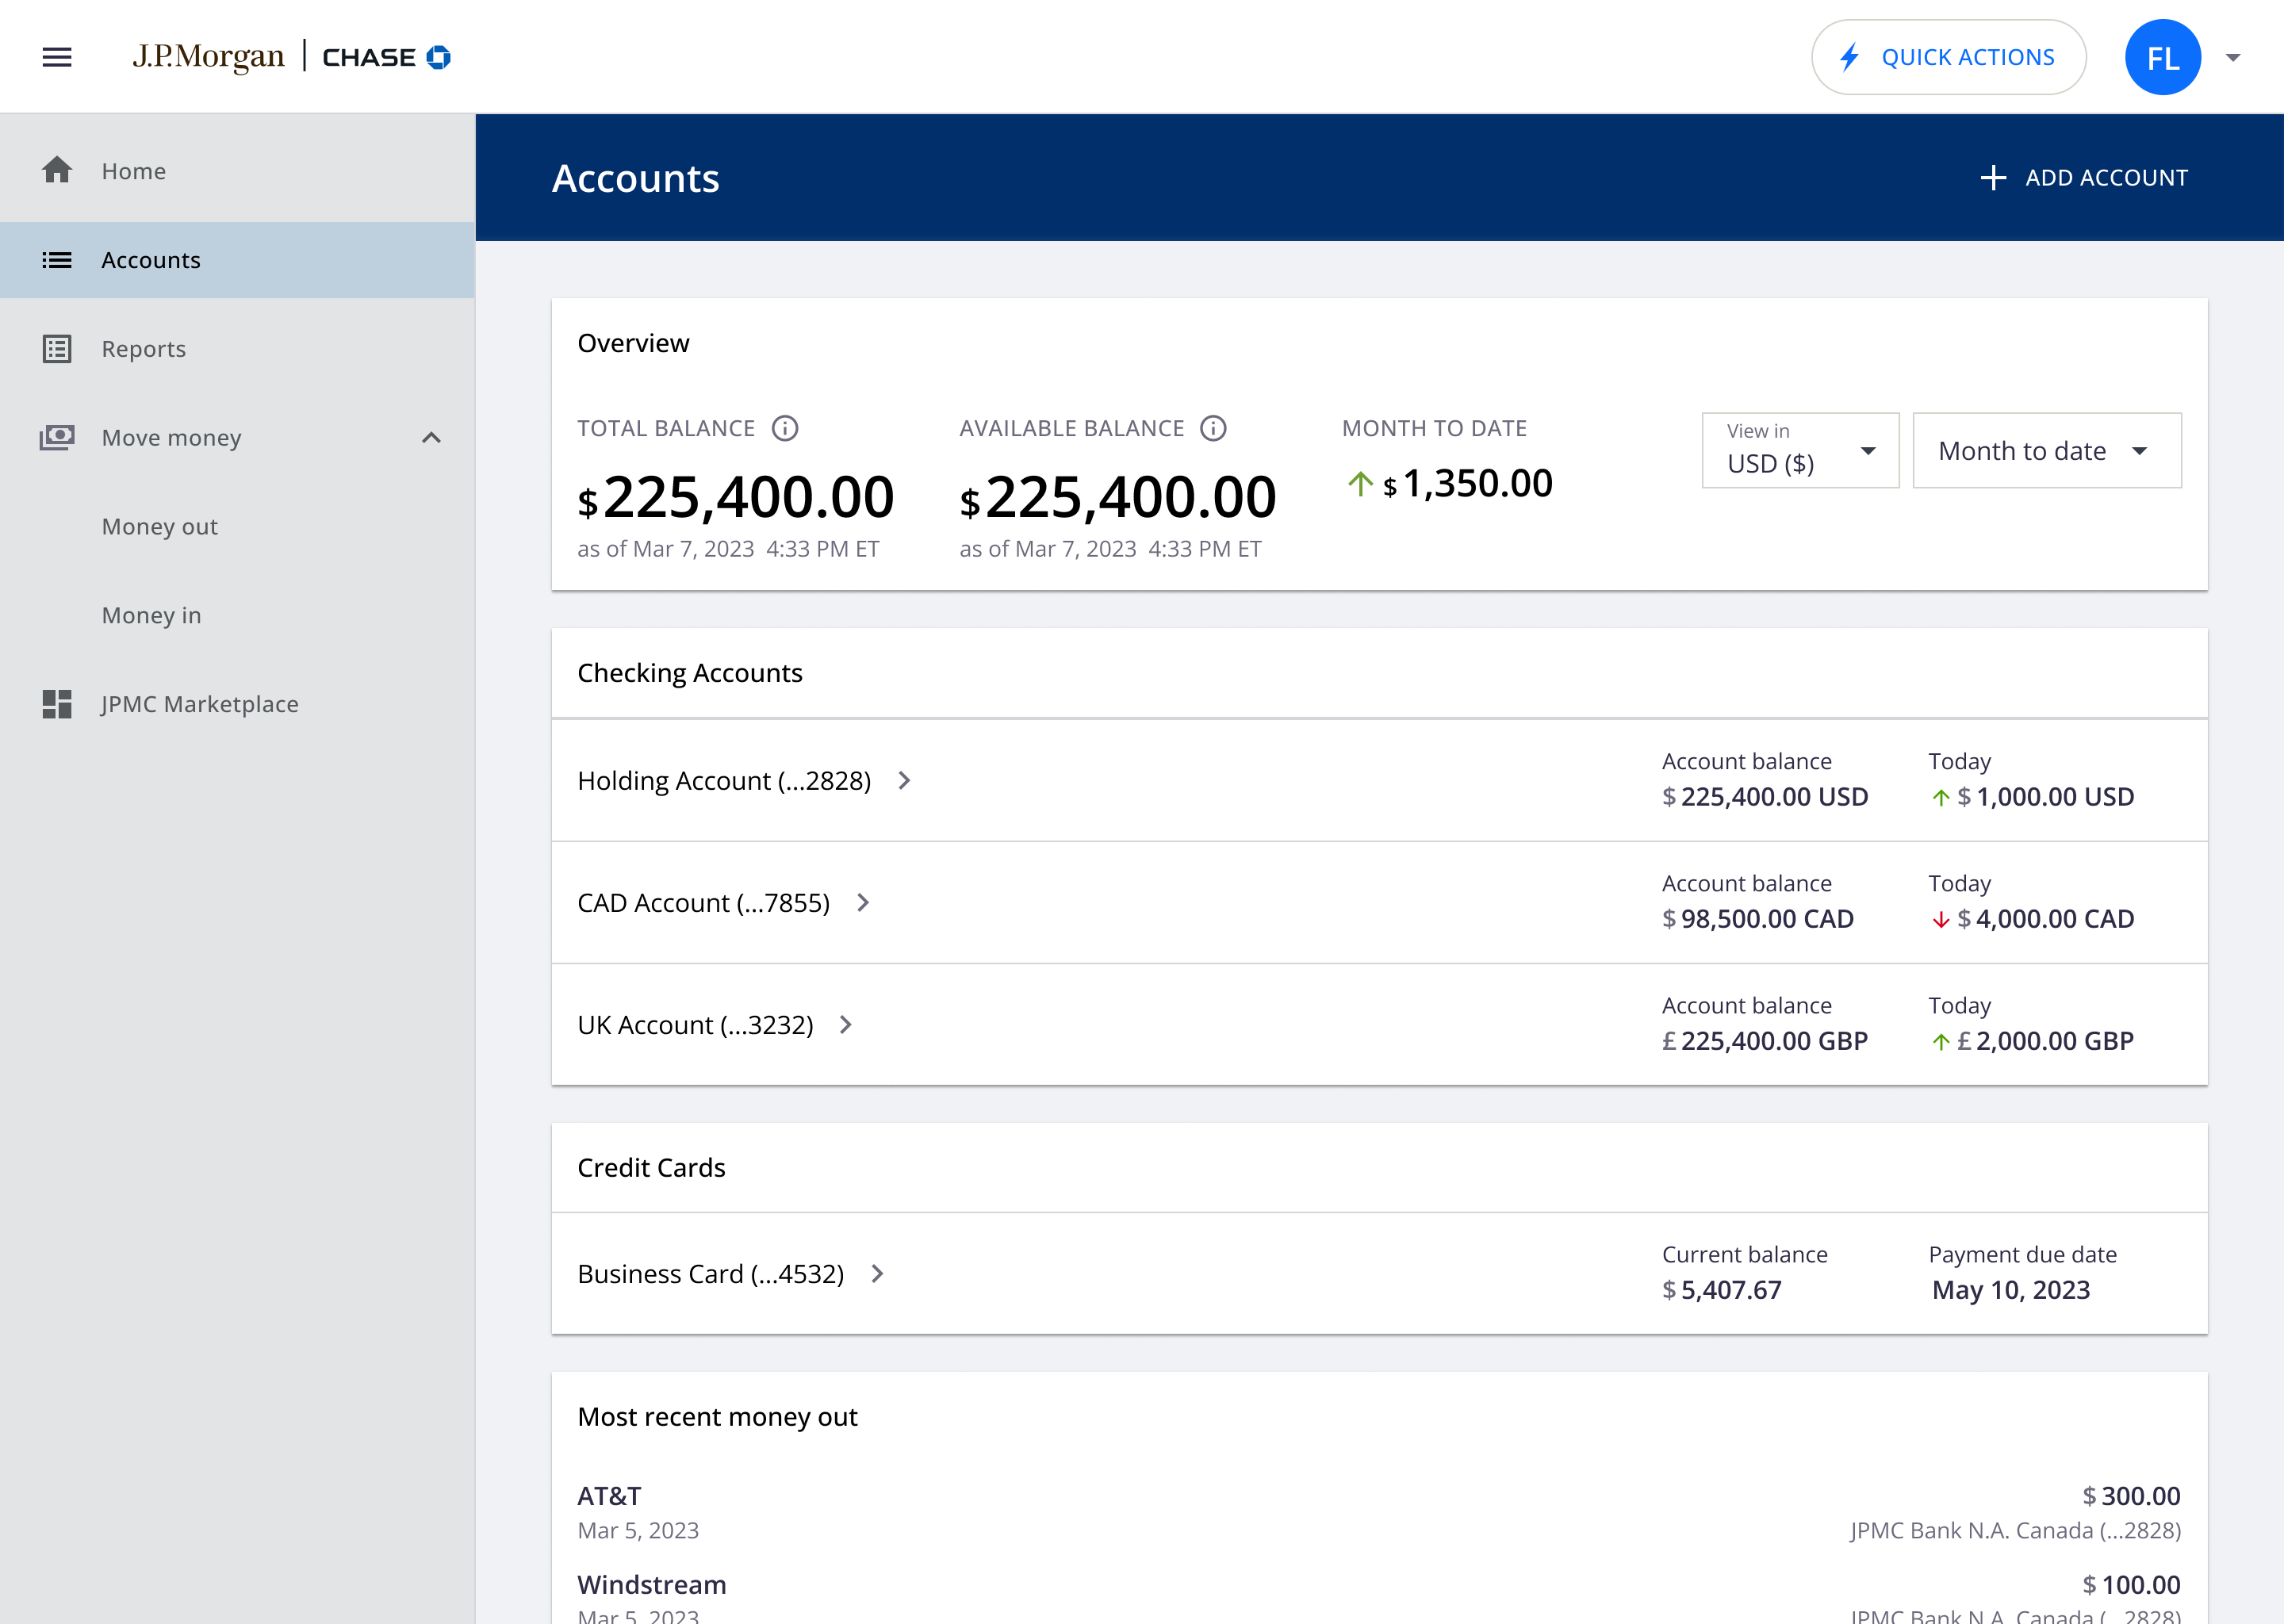 J.P.Morgan | CHASE
QUICK ACTIONS
FL
Home
Accounts
Reports
Move money
Money out
Money in
JPMC Marketplace
Accounts
ADD ACCOUNT
Overview
TOTAL BALANCE
$225,400.00
as of Mar 7, 2023 4:33 PM ET
AVAILABLE BALANCE
$225,400.00
as of Mar 7, 2023 4:33 PM ET
MONTH TO DATE
$1,350.00
View in
USD ($)
Month to date
Checking Accounts
Holding Account (...2828)
Account balance
$225,400.00 USD
Today
$1,000.00 USD
CAD Account (...7855)
Account balance
$98,500.00 CAD
Today
$4,000.00 CAD
UK Account (...3232)
Account balance
£225,400.00 GBP
Today
£2,000.00 GBP
Credit Cards
Business Card (...4532)
Current balance
$5,407.67
Payment due date
May 10, 2023
Most recent money out
AT&T
$300.00
Mar 5, 2023
JPMC Bank N.A. Canada (...2828)
Windstream
$100.00
Mar 5, 2023
JPMC Bank N.A. Canada (...2828)